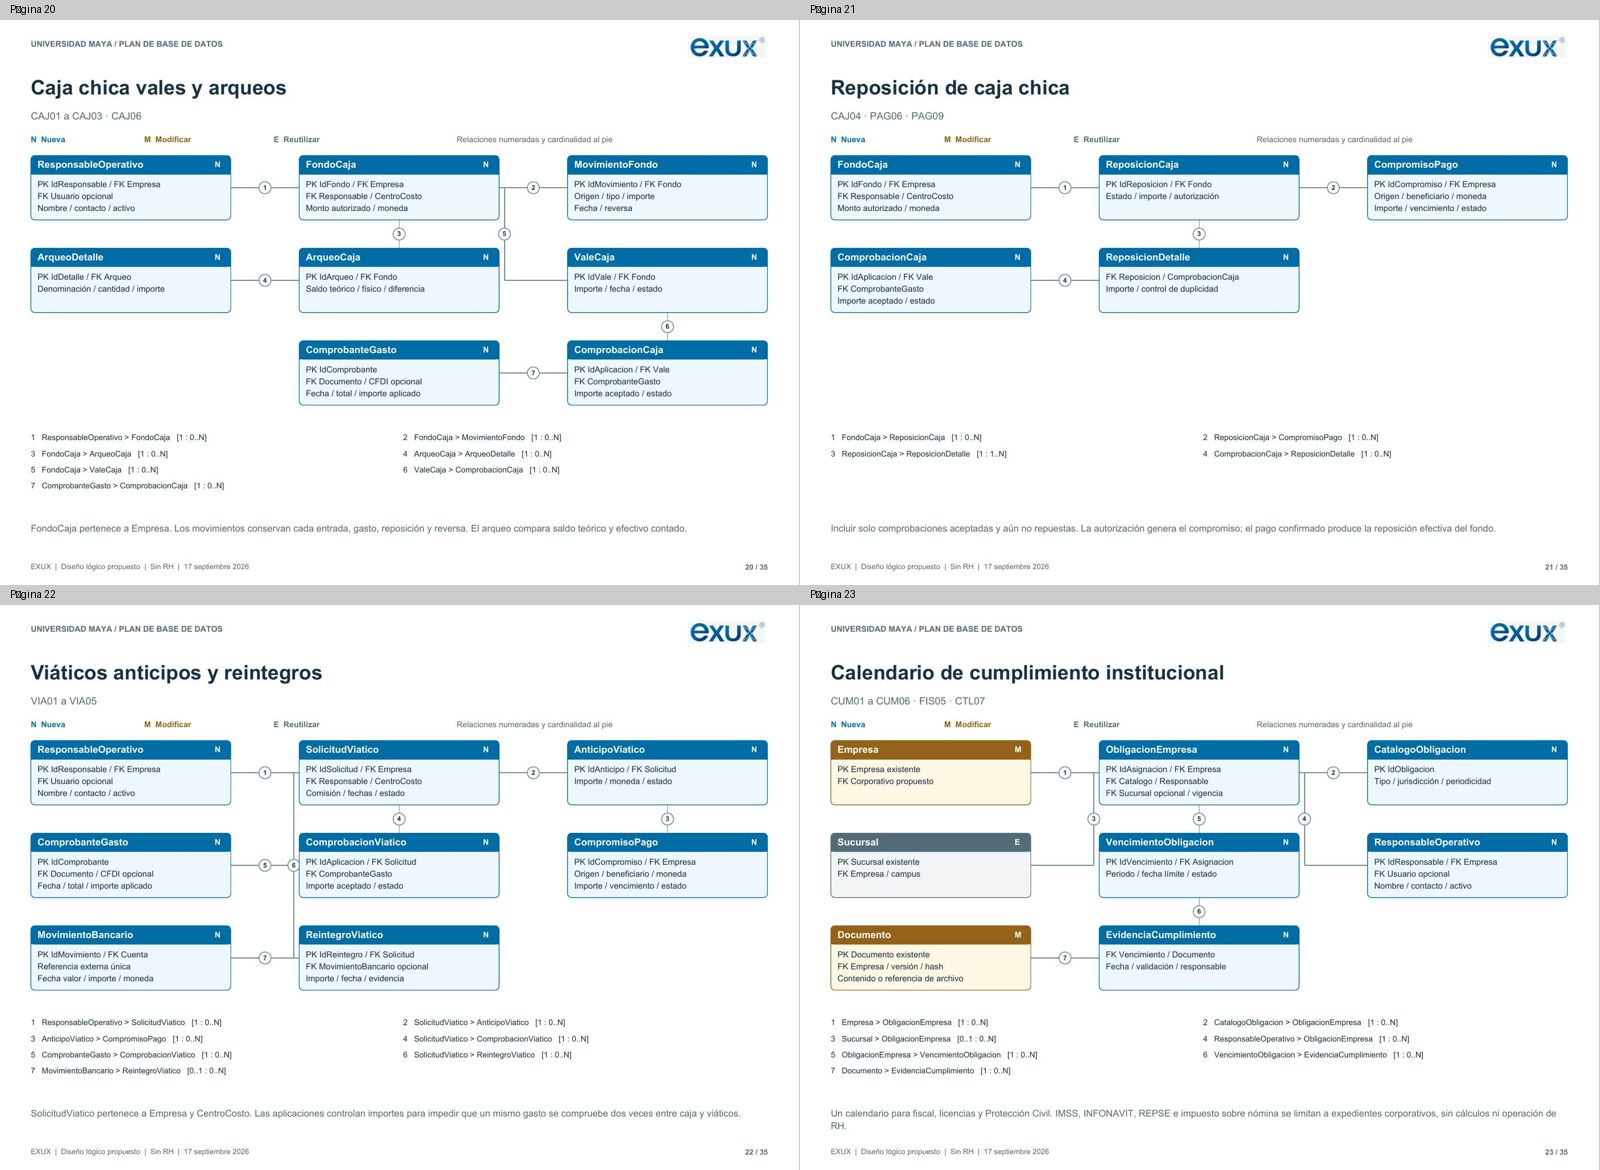 Página 20
UNIVERSIDAD MAYA / PLAN DE BASE DE DATOS
exux®
Caja chica vales y arqueos
CAJ01 a CAJ03 · CAJ06
N Nueva
M Modificar
E Reutilizar
Relaciones numeradas y cardinalidad al pie
ResponsableOperativo N
PK IdResponsable / FK Empresa
FK Usuario opcional
Nombre / contacto / activo
1
FondoCaja N
PK IdFondo / FK Empresa
FK Responsable / CentroCosto
Monto autorizado / moneda
2
MovimientoFondo N
PK IdMovimiento / FK Fondo
Origen / tipo / importe
Fecha / reversa
3
5
ArqueoDetalle N
PK IdDetalle / FK Arqueo
Denominación / cantidad / importe
4
ArqueoCaja N
PK IdArqueo / FK Fondo
Saldo teórico / físico / diferencia
ValeCaja N
PK IdVale / FK Fondo
Importe / fecha / estado
6
ComprobanteGasto N
PK IdComprobante
FK Documento / CFDI opcional
Fecha / total / importe aplicado
7
ComprobacionCaja N
PK IdAplicacion / FK Vale
FK ComprobanteGasto
Importe aceptado / estado
1 ResponsableOperativo > FondoCaja [1 : 0..N]
2 FondoCaja > MovimientoFondo [1 : 0..N]
3 FondoCaja > ArqueoCaja [1 : 0..N]
4 ArqueoCaja > ArqueoDetalle [1 : 0..N]
5 FondoCaja > ValeCaja [1 : 0..N]
6 ValeCaja > ComprobacionCaja [1 : 0..N]
7 ComprobanteGasto > ComprobacionCaja [1 : 0..N]
FondoCaja pertenece a Empresa. Los movimientos conservan cada entrada, gasto, reposición y reversa. El arqueo compara saldo teórico y efectivo contado.
EXUX | Diseño lógico propuesto | Sin RH | 17 septiembre 2026
20 / 35
Página 21
UNIVERSIDAD MAYA / PLAN DE BASE DE DATOS
exux®
Reposición de caja chica
CAJ04 · PAG06 · PAG09
N Nueva
M Modificar
E Reutilizar
Relaciones numeradas y cardinalidad al pie
FondoCaja N
PK IdFondo / FK Empresa
FK Responsable / CentroCosto
Monto autorizado / moneda
1
ReposicionCaja N
PK IdReposicion / FK Fondo
Estado / importe / autorización
2
CompromisoPago N
PK IdCompromiso / FK Empresa
Origen / beneficiario / moneda
Importe / vencimiento / estado
3
ComprobacionCaja N
PK IdAplicacion / FK Vale
FK ComprobanteGasto
Importe aceptado / estado
4
ReposicionDetalle N
FK Reposicion / ComprobacionCaja
Importe / control de duplicidad
1 FondoCaja > ReposicionCaja [1 : 0..N]
2 ReposicionCaja > CompromisoPago [1 : 0..N]
3 ReposicionCaja > ReposicionDetalle [1 : 1..N]
4 ComprobacionCaja > ReposicionDetalle [1 : 0..N]
Incluir solo comprobaciones aceptadas y aún no repuestas. La autorización genera el compromiso; el pago confirmado produce la reposición efectiva del fondo.
EXUX | Diseño lógico propuesto | Sin RH | 17 septiembre 2026
21 / 35
Página 22
UNIVERSIDAD MAYA / PLAN DE BASE DE DATOS
exux®
Viáticos anticipos y reintegros
VIA01 a VIA05
N Nueva
M Modificar
E Reutilizar
Relaciones numeradas y cardinalidad al pie
ResponsableOperativo N
PK IdResponsable / FK Empresa
FK Usuario opcional
Nombre / contacto / activo
1
SolicitudViatico N
PK IdSolicitud / FK Empresa
FK Responsable / CentroCosto
Comisión / fechas / estado
2
AnticipoViatico N
PK IdAnticipo / FK Solicitud
Importe / moneda / estado
4
3
ComprobanteGasto N
PK IdComprobante
FK Documento / CFDI opcional
Fecha / total / importe aplicado
5
6
ComprobacionViatico N
PK IdAplicacion / FK Solicitud
FK ComprobanteGasto
Importe aceptado / estado
CompromisoPago N
PK IdCompromiso / FK Empresa
Origen / beneficiario / moneda
Importe / vencimiento / estado
MovimientoBancario N
PK IdMovimiento / FK Cuenta
Referencia externa única
Fecha valor / importe / moneda
7
ReintegroViatico N
PK IdReintegro / FK Solicitud
FK MovimientoBancario opcional
Importe / fecha / evidencia
1 ResponsableOperativo > SolicitudViatico [1 : 0..N]
2 SolicitudViatico > AnticipoViatico [1 : 0..N]
3 AnticipoViatico > CompromisoPago [1 : 0..N]
4 SolicitudViatico > ComprobacionViatico [1 : 0..N]
5 ComprobanteGasto > ComprobacionViatico [1 : 0..N]
6 SolicitudViatico > ReintegroViatico [1 : 0..N]
7 MovimientoBancario > ReintegroViatico [0..1 : 0..N]
SolicitudViatico pertenece a Empresa y CentroCosto. Las aplicaciones controlan importes para impedir que un mismo gasto se compruebe dos veces entre caja y viáticos.
EXUX | Diseño lógico propuesto | Sin RH | 17 septiembre 2026
22 / 35
Página 23
UNIVERSIDAD MAYA / PLAN DE BASE DE DATOS
exux®
Calendario de cumplimiento institucional
CUM01 a CUM06 · FIS05 · CTL07
N Nueva
M Modificar
E Reutilizar
Relaciones numeradas y cardinalidad al pie
Empresa M
PK Empresa existente
FK Corporativo propuesto
1
ObligacionEmpresa N
PK IdAsignacion / FK Empresa
FK Catalogo / Responsable
FK Sucursal opcional / vigencia
2
CatalogoObligacion N
PK IdObligacion
Tipo / jurisdicción / periodicidad
3
5
4
Sucursal E
PK Sucursal existente
FK Empresa / campus
VencimientoObligacion N
PK IdVencimiento / FK Asignacion
Periodo / fecha límite / estado
ResponsableOperativo N
PK IdResponsable / FK Empresa
FK Usuario opcional
Nombre / contacto / activo
6
Documento M
PK Documento existente
FK Empresa / versión / hash
Contenido o referencia de archivo
7
EvidenciaCumplimiento N
FK Vencimiento / Documento
Fecha / validación / responsable
1 Empresa > ObligacionEmpresa [1 : 0..N]
2 CatalogoObligacion > ObligacionEmpresa [1 : 0..N]
3 Sucursal > ObligacionEmpresa [0..1 : 0..N]
4 ResponsableOperativo > ObligacionEmpresa [1 : 0..N]
5 ObligacionEmpresa > VencimientoObligacion [1 : 0..N]
6 VencimientoObligacion > EvidenciaCumplimiento [1 : 0..N]
7 Documento > EvidenciaCumplimiento [1 : 0..N]
Un calendario para fiscal, licencias y Protección Civil. IMSS, INFONAVIT, REPSE e impuesto sobre nómina se limitan a expedientes corporativos, sin cálculos ni operación de
RH.
EXUX | Diseño lógico propuesto | Sin RH | 17 septiembre 2026
23 / 35